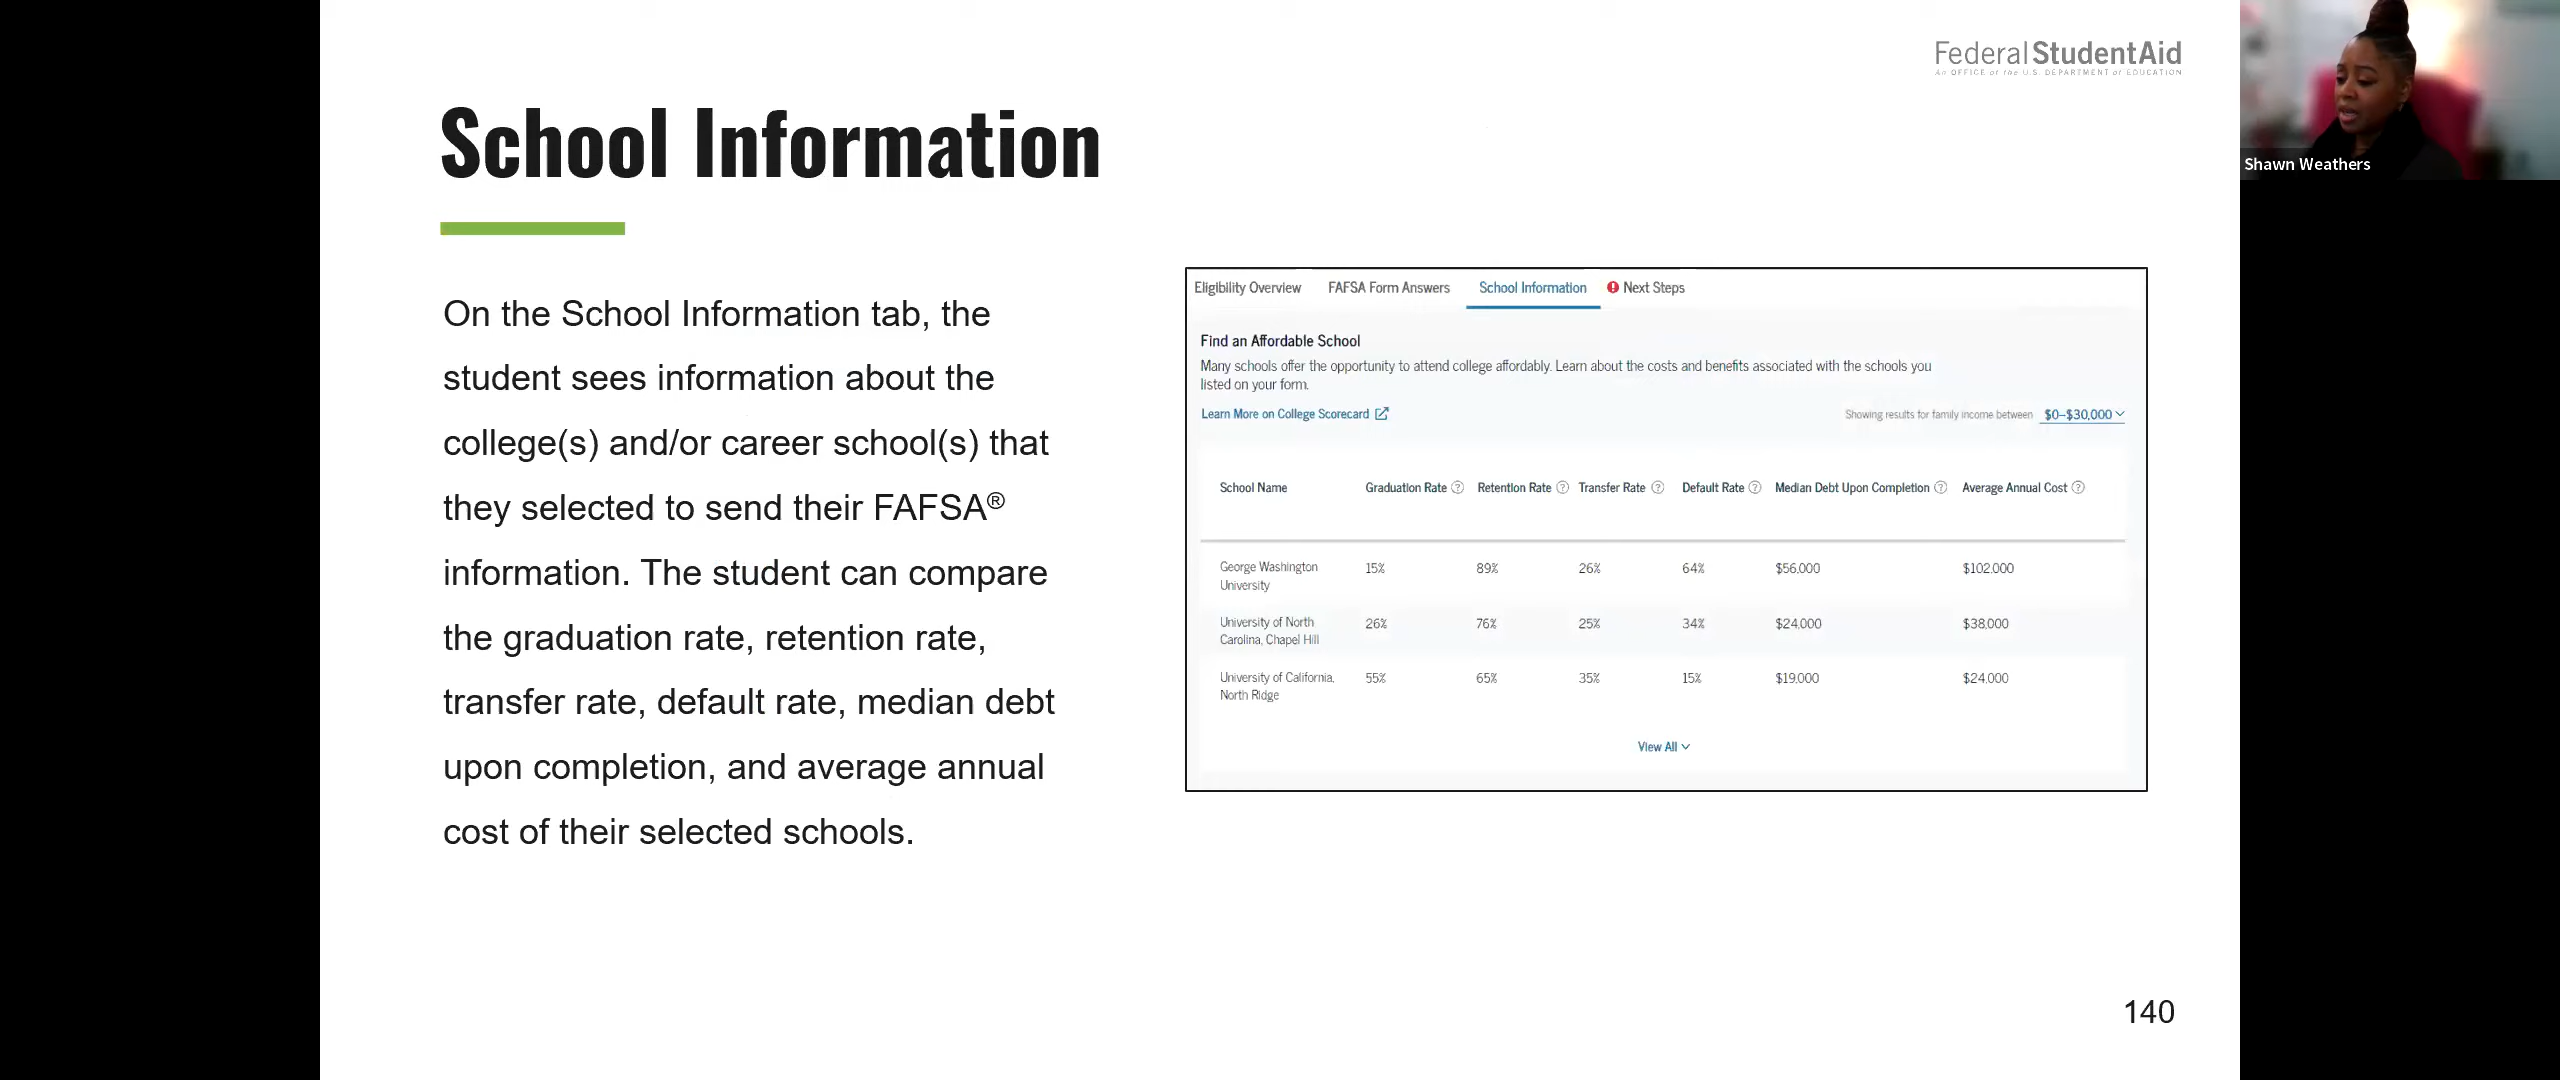 Federal StudentAid
An OFFICE of the U.S. DEPARTMENT of EDUCATION
Shawn Weathers
School Information
On the School Information tab, the
student sees information about the
college(s) and/or career school(s) that
they selected to send their FAFSA®
information. The student can compare
the graduation rate, retention rate,
transfer rate, default rate, median debt
upon completion, and average annual
cost of their selected schools.
Eligibility Overview FAFSA Form Answers School Information Next Steps
Find an Affordable School
Many schools offer the opportunity to attend college affordably. Learn about the costs and benefits associated with the schools you
listed on your form.
Learn More on College Scorecard Showing results for family income between $0–$30,000
School Name Graduation Rate ? Retention Rate ? Transfer Rate ? Default Rate ? Median Debt Upon Completion ? Average Annual Cost ?
George Washington 15% 89% 26% 64% $56,000 $102,000
University
University of North 26% 76% 25% 34% $24,000 $38,000
Carolina, Chapel Hill
University of California, 55% 65% 35% 15% $19,000 $24,000
North Ridge
View All
140